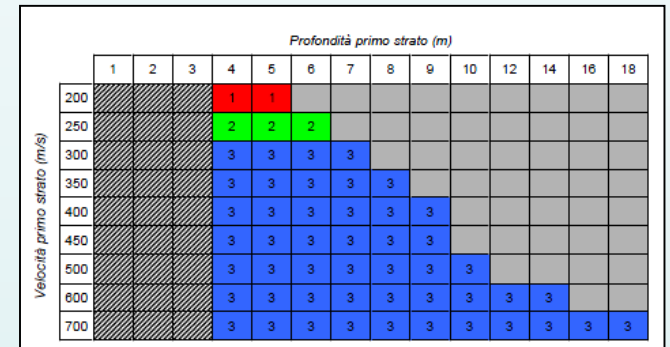 Profondità primo strato (m)
1 2 3 4 5 6 7 8 9 10 12 14 16 18
Velocità primo strato (m/s)
200 1 1
250 2 2 2
300 3 3 3 3
350 3 3 3 3 3
400 3 3 3 3 3 3
450 3 3 3 3 3 3
500 3 3 3 3 3 3 3
600 3 3 3 3 3 3 3 3 3
700 3 3 3 3 3 3 3 3 3 3 3